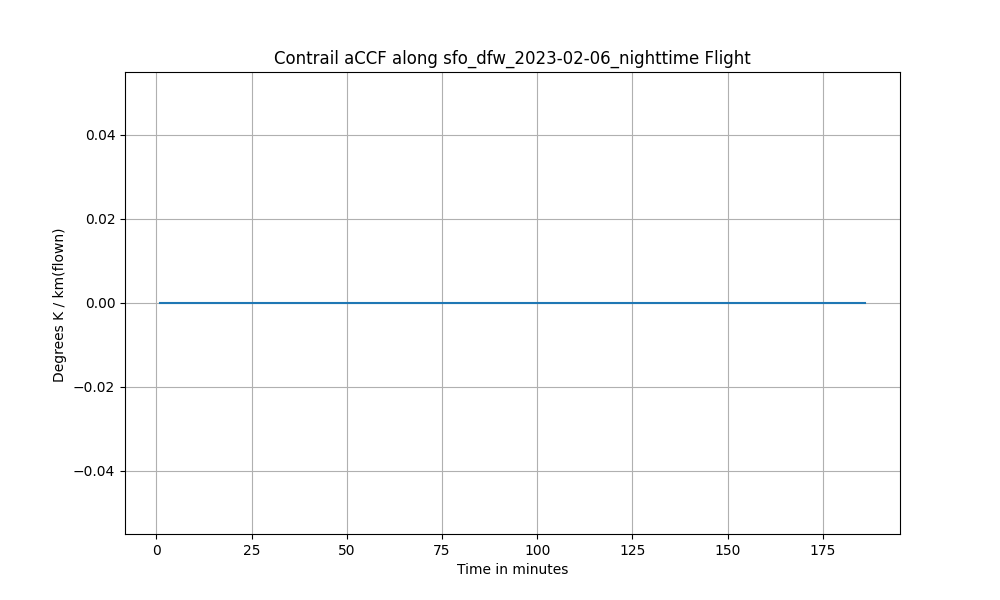 Contrail aCCF along sfo_dfw_2023-02-06_nighttime Flight
Degrees K / km(flown)
0.04
0.02
0.00
−0.02
−0.04
0 25 50 75 100 125 150 175
Time in minutes